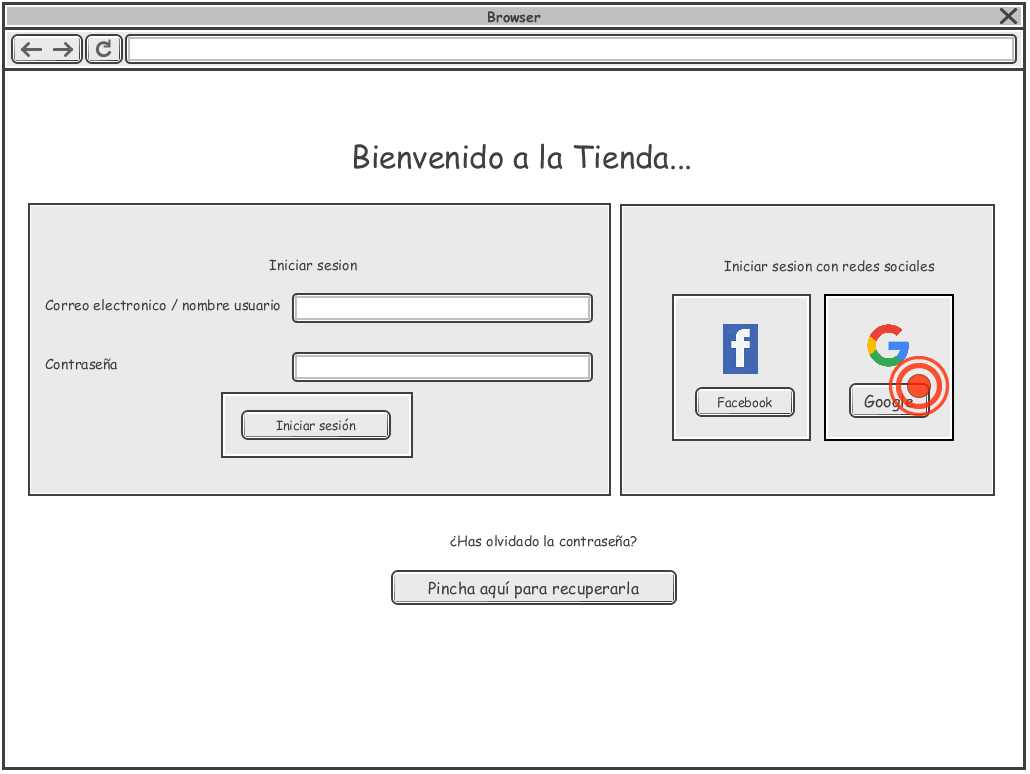 Browser
Bienvenido a la Tienda...
Iniciar sesion
Correo electronico / nombre usuario
Contraseña
Iniciar sesión
Iniciar sesion con redes sociales
Facebook
Google
¿Has olvidado la contraseña?
Pincha aquí para recuperarla